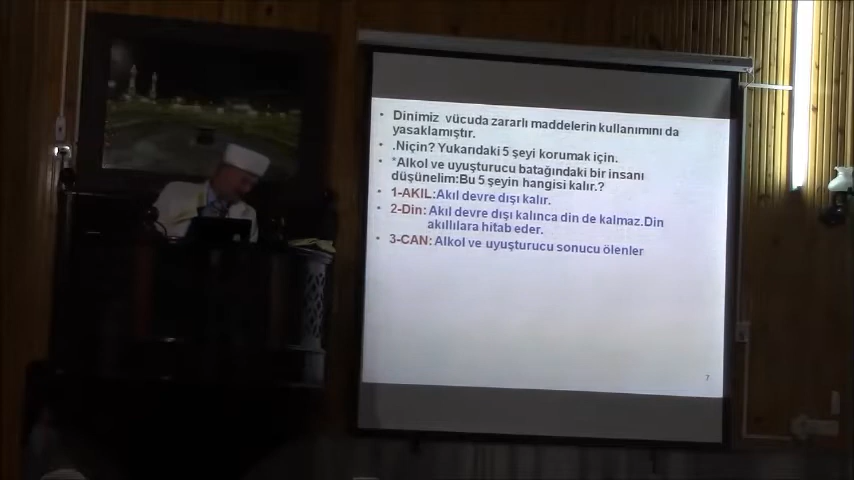 • Dinimiz vücuda zararlı maddelerin kullanımını da
yasaklamıştır.
• .Niçin? Yukarıdaki 5 şeyi korumak için.
• *Alkol ve uyuşturucu batağındaki bir insanı
düşünelim:Bu 5 şeyin hangisi kalır.?
• 1-AKIL:Akıl devre dışı kalır.
• 2-Din: Akıl devre dışı kalınca din de kalmaz.Din
akıllılara hitab eder.
• 3-CAN: Alkol ve uyuşturucu sonucu ölenler
7